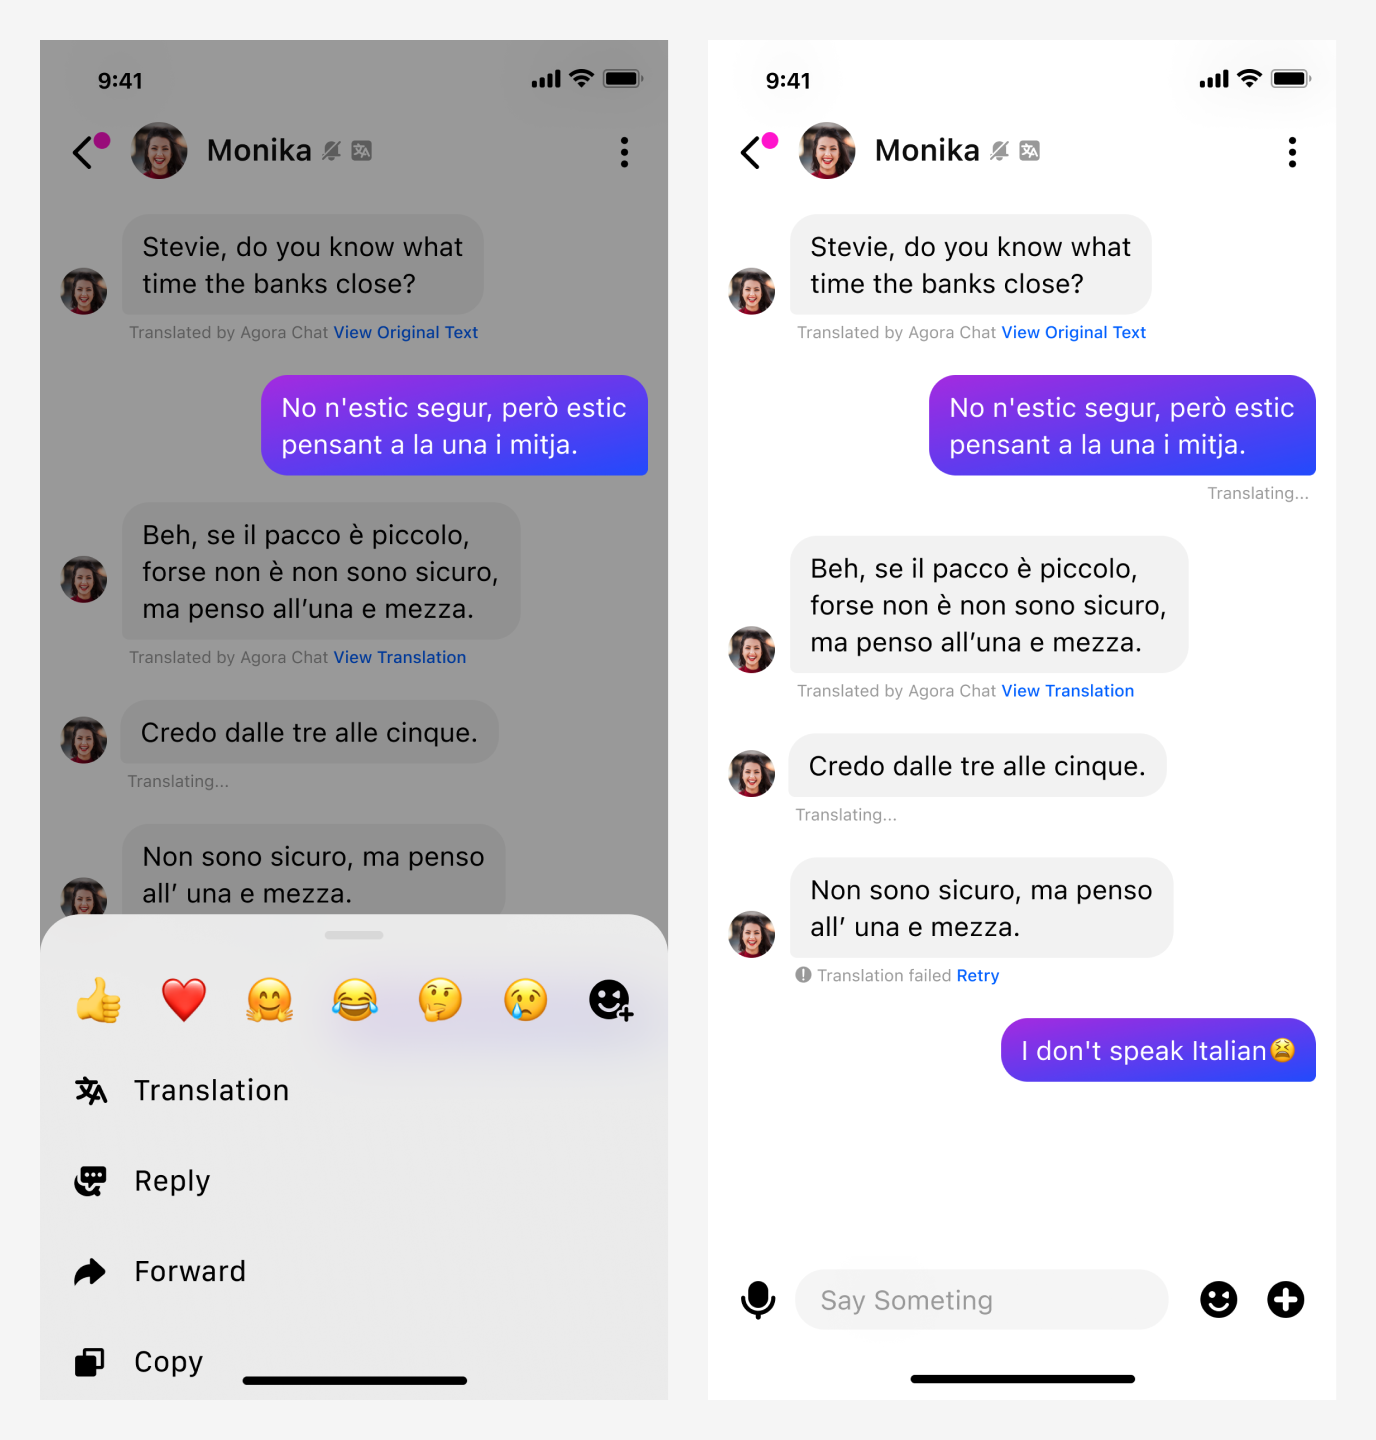 9:41
Monika
Stevie, do you know what
time the banks close?
Translated by Agora Chat View Original Text
No n'estic segur, però estic
pensant a la una i mitja.
Beh, se il pacco è piccolo,
forse non è non sono sicuro,
ma penso all’una e mezza.
Translated by Agora Chat View Translation
Credo dalle tre alle cinque.
Translating...
Non sono sicuro, ma penso
all’ una e mezza.
Translation
Reply
Forward
Copy
9:41
Monika
Stevie, do you know what
time the banks close?
Translated by Agora Chat View Original Text
No n'estic segur, però estic
pensant a la una i mitja.
Translating...
Beh, se il pacco è piccolo,
forse non è non sono sicuro,
ma penso all’una e mezza.
Translated by Agora Chat View Translation
Credo dalle tre alle cinque.
Translating...
Non sono sicuro, ma penso
all’ una e mezza.
Translation failed Retry
I don't speak Italian😫
Say Someting